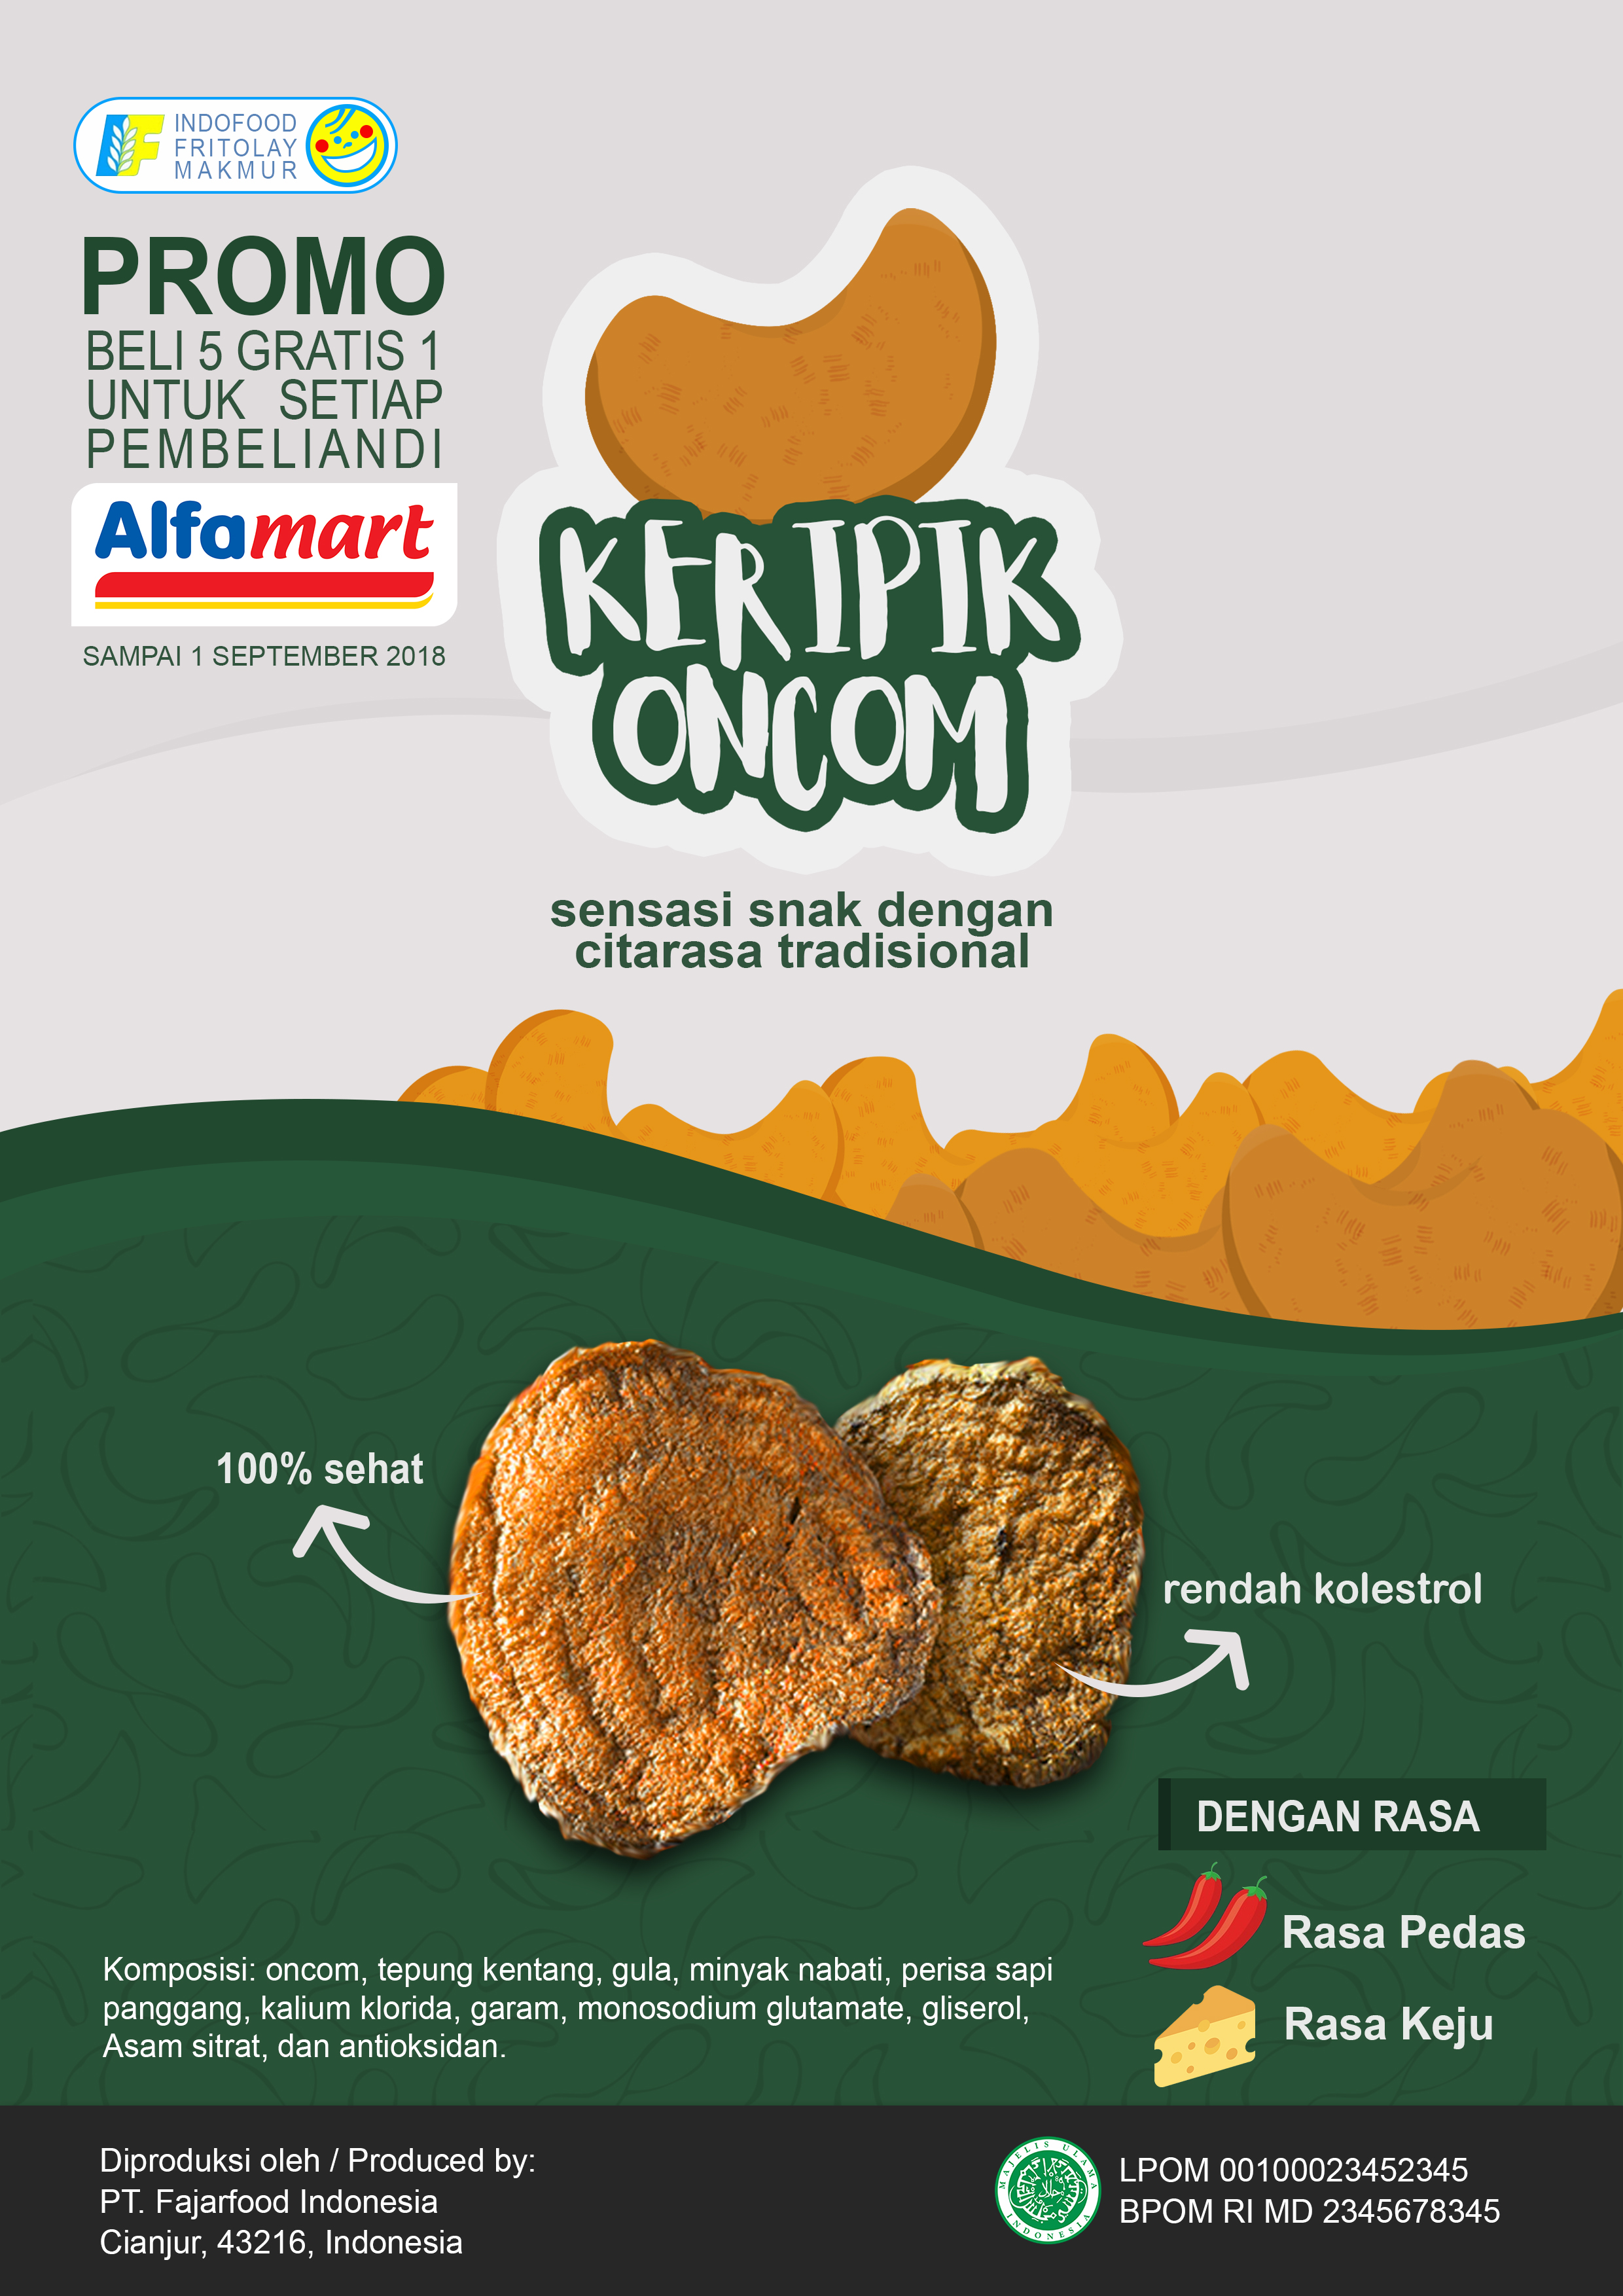 INDOFOOD
FRITOLAY
MAKMUR
PROMO
BELI 5 GRATIS 1
UNTUK SETIAP
PEMBELIANDI
Alfamart
SAMPAI 1 SEPTEMBER 2018
KERIPIK
ONCOM
sensasi snak dengan
citarasa tradisional
100% sehat
rendah kolestrol
DENGAN RASA
Rasa Pedas
Rasa Keju
Komposisi: oncom, tepung kentang, gula, minyak nabati, perisa sapi
panggang, kalium klorida, garam, monosodium glutamate, gliserol,
Asam sitrat, dan antioksidan.
Diproduksi oleh / Produced by:
PT. Fajarfood Indonesia
Cianjur, 43216, Indonesia
MAJELIS ULAMA
INDONESIA
LPOM 00100023452345
BPOM RI MD 2345678345